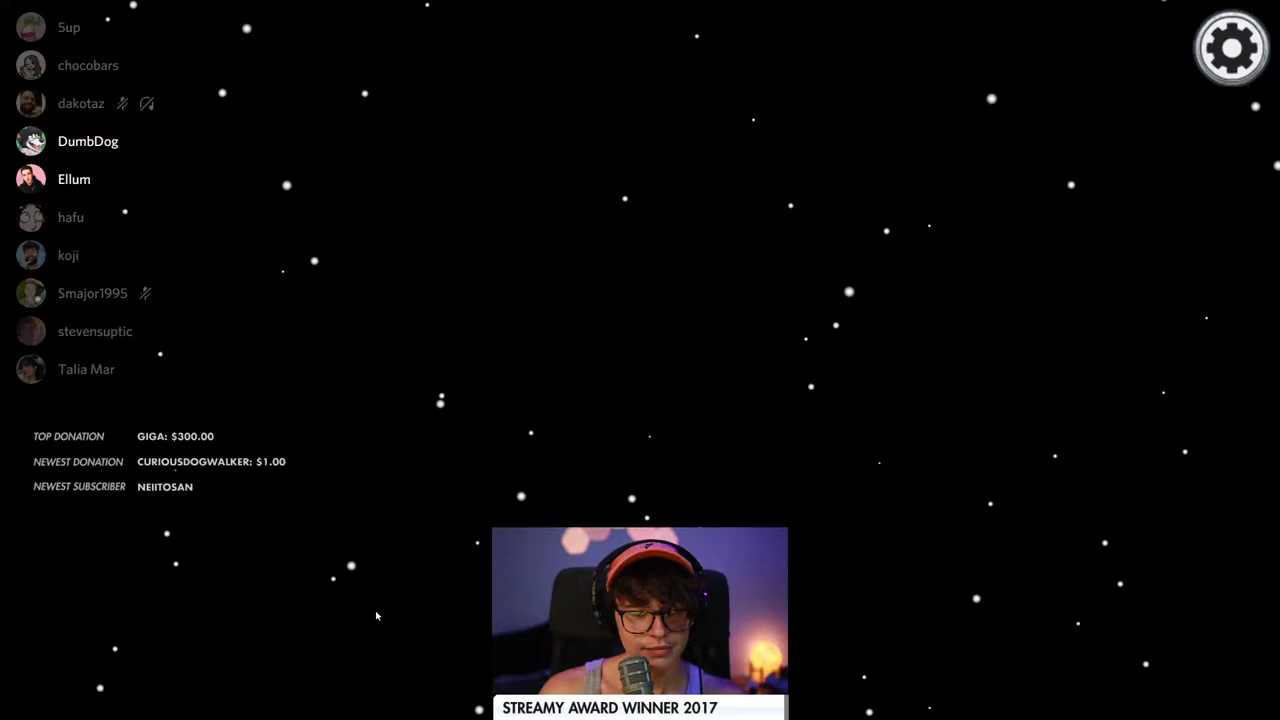 5up
chocobars
dakotaz
DumbDog
Ellum
hafu
koji
Smajor1995
stevensuptic
Talia Mar
TOP DONATION GIGA: $300.00
NEWEST DONATION CURIOUSDOGWALKER: $1.00
NEWEST SUBSCRIBER NEIITOSAN
STREAMY AWARD WINNER 2017